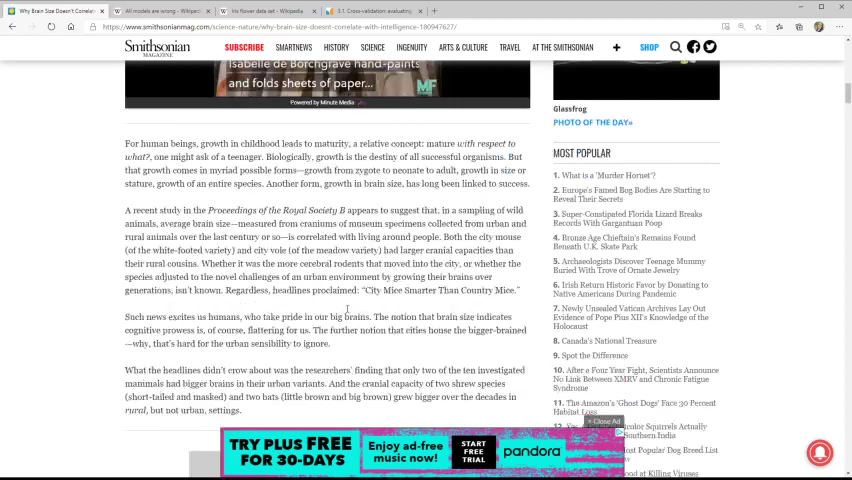 Why Brain Size Doesn't Correlate
All models are wrong - Wikipedia
iris flower data set - Wikipedia
3.1. Cross-validation: evaluating
https://www.smithsonianmag.com/science-nature/why-brain-size-doesnt-correlate-with-intelligence-180947627/
Smithsonian
MAGAZINE
SUBSCRIBE
SMARTNEWS
HISTORY
SCIENCE
INGENUITY
ARTS & CULTURE
TRAVEL
AT THE SMITHSONIAN
SHOP
Isabelle de Borchgrave hand-paints
and folds sheets of paper...
MF
Powered by Minute Media
For human beings, growth in childhood leads to maturity, a relative concept: mature with respect to
what?, one might ask of a teenager. Biologically, growth is the destiny of all successful organisms. But
that growth comes in myriad possible forms—growth from zygote to neonate to adult, growth in size or
stature, growth of an entire species. Another form, growth in brain size, has long been linked to success.
A recent study in the Proceedings of the Royal Society B appears to suggest that, in a sampling of wild
animals, average brain size—measured from craniums of museum specimens collected from urban and
rural animals over the last century or so—is correlated with living around people. Both the city mouse
(of the white-footed variety) and city vole (of the meadow variety) had larger cranial capacities than
their rural cousins. Whether it was the more cerebral rodents that moved into the city, or whether the
species adjusted to the novel challenges of an urban environment by growing their brains over
generations, isn't known. Regardless, headlines proclaimed: “City Mice Smarter Than Country Mice.”
Such news excites us humans, who take pride in our big brains. The notion that brain size indicates
cognitive prowess is, of course, flattering for us. The further notion that cities house the bigger-brained
—why, that's hard for the urban sensibility to ignore.
What the headlines didn't crow about was the researchers' finding that only two of the ten investigated
mammals had bigger brains in their urban variants. And the cranial capacity of two shrew species
(short-tailed and masked) and two bats (little brown and big brown) grew bigger over the decades in
rural, but not urban, settings.
Glassfrog
PHOTO OF THE DAY»
MOST POPULAR
1. What is a 'Murder Hornet'?
2. Europe's Famed Bog Bodies Are Starting to
Reveal Their Secrets
3. Super-Constipated Florida Lizard Breaks
Records With Gargantuan Poop
4. Bronze Age Chieftain's Remains Found
Beneath U.K. Skate Park
5. Archaeologists Discover Teenage Mummy
Buried With Trove of Ornate Jewelry
6. Irish Return Historic Favor by Donating to
Native Americans During Pandemic
7. Newly Unsealed Vatican Archives Lay Out
Evidence of Pope Pius XII's Knowledge of the
Holocaust
8. Canada's National Treasure
9. Spot the Difference
10. After a Four Year Fight, Scientists Announce
No Link Between XMRV and Chronic Fatigue
Syndrome
11. The Amazon's 'Ghost Dogs' Face 30 Percent
Habitat Loss
12.
color Squirrels Actually
Southern India
Most Popular Dog Breed List
Good at Killing Viruses
× Close Ad
TRY PLUS FREE
FOR 30-DAYS
Enjoy ad-free
music now!
START
FREE
TRIAL
pandora